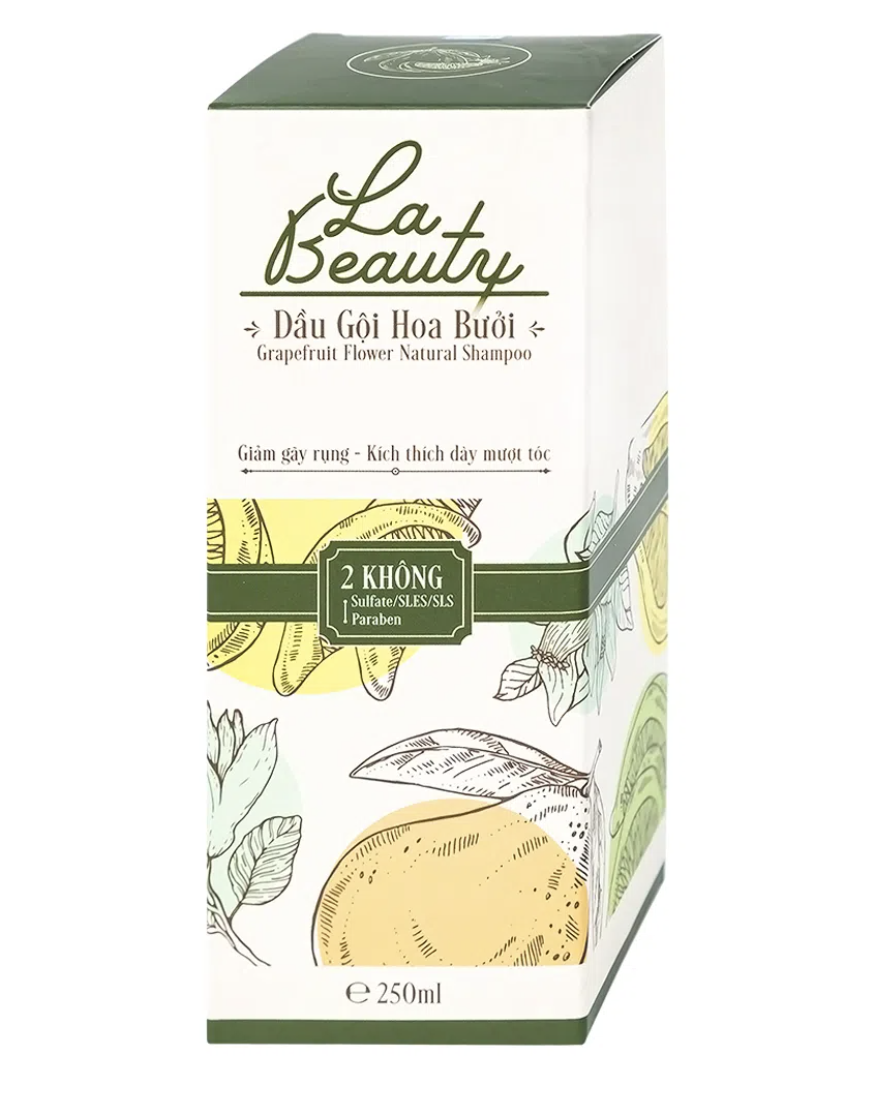 La
Beauty
Dầu Gội Hoa Bưởi
Grapefruit Flower Natural Shampoo
Giảm gãy rụng - Kích thích dày mượt tóc
2 KHÔNG
Sulfate/SLES/SLS
Paraben
℮ 250ml